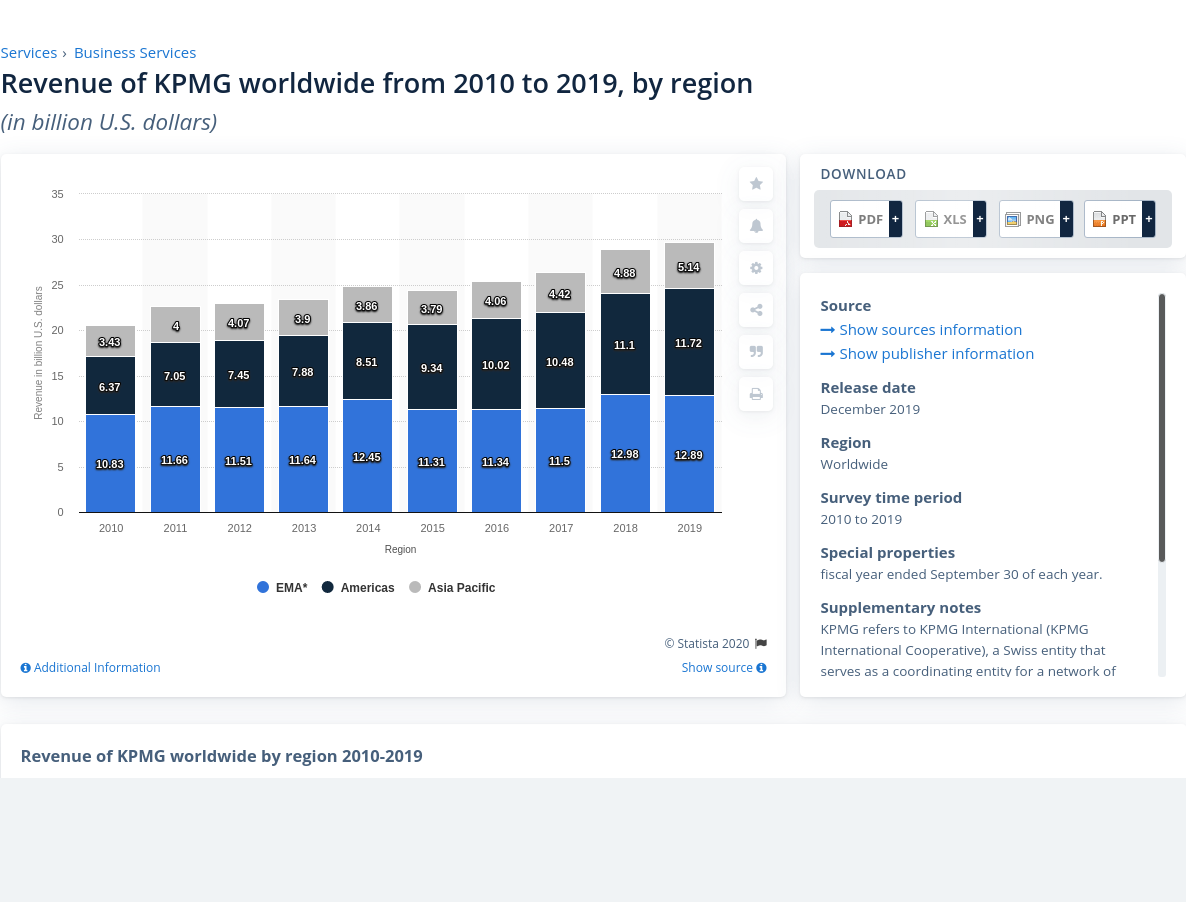 Services › Business Services
Revenue of KPMG worldwide from 2010 to 2019, by region
(in billion U.S. dollars)
35
30
25
20
15
10
5
0
Revenue in billion U.S. dollars
3.43
4
4.07
3.9
3.86
3.79
4.06
4.42
4.88
5.14
6.37
7.05
7.45
7.88
8.51
9.34
10.02
10.48
11.1
11.72
10.83
11.66
11.51
11.64
12.45
11.31
11.34
11.5
12.98
12.89
2010 2011 2012 2013 2014 2015 2016 2017 2018 2019
Region
EMA* Americas Asia Pacific
© Statista 2020
Additional Information
Show source
DOWNLOAD
PDF + XLS + PNG + PPT +
Source
Show sources information
Show publisher information
Release date
December 2019
Region
Worldwide
Survey time period
2010 to 2019
Special properties
fiscal year ended September 30 of each year.
Supplementary notes
KPMG refers to KPMG International (KPMG
International Cooperative), a Swiss entity that
serves as a coordinating entity for a network of
Revenue of KPMG worldwide by region 2010-2019